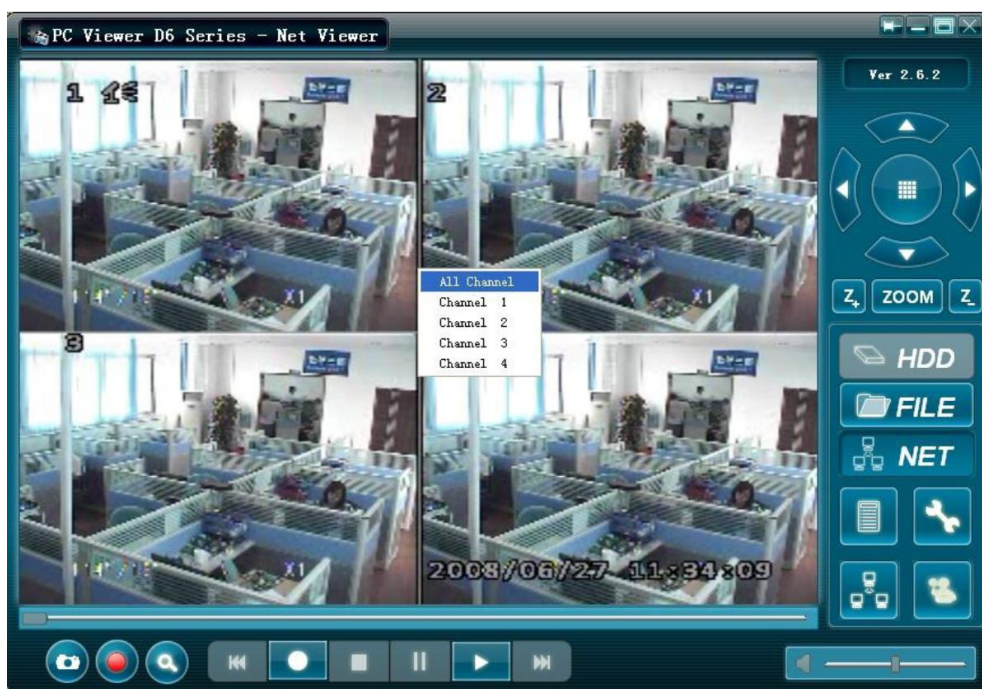 PC Viewer D6 Series - Net Viewer
Ver 2.6.2
1
2
All Channel
Channel 1
Channel 2
Channel 3
Channel 4
X1
X1
Z+ ZOOM Z-
3
HDD
FILE
NET
X1
2008/06/27 11:34:09